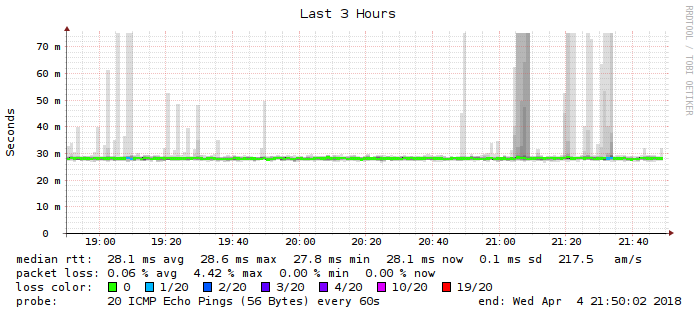 Last 3 Hours
RRDTOOL / TOBI OETIKER
Seconds
70 m
60 m
50 m
40 m
30 m
20 m
10 m
0
19:00 19:20 19:40 20:00 20:20 20:40 21:00 21:20 21:40
median rtt: 28.1 ms avg 28.6 ms max 27.8 ms min 28.1 ms now 0.1 ms sd 217.5 am/s
packet loss: 0.06 % avg 4.42 % max 0.00 % min 0.00 % now
loss color: 0 1/20 2/20 3/20 4/20 10/20 19/20
probe: 20 ICMP Echo Pings (56 Bytes) every 60s end: Wed Apr 4 21:50:02 2018